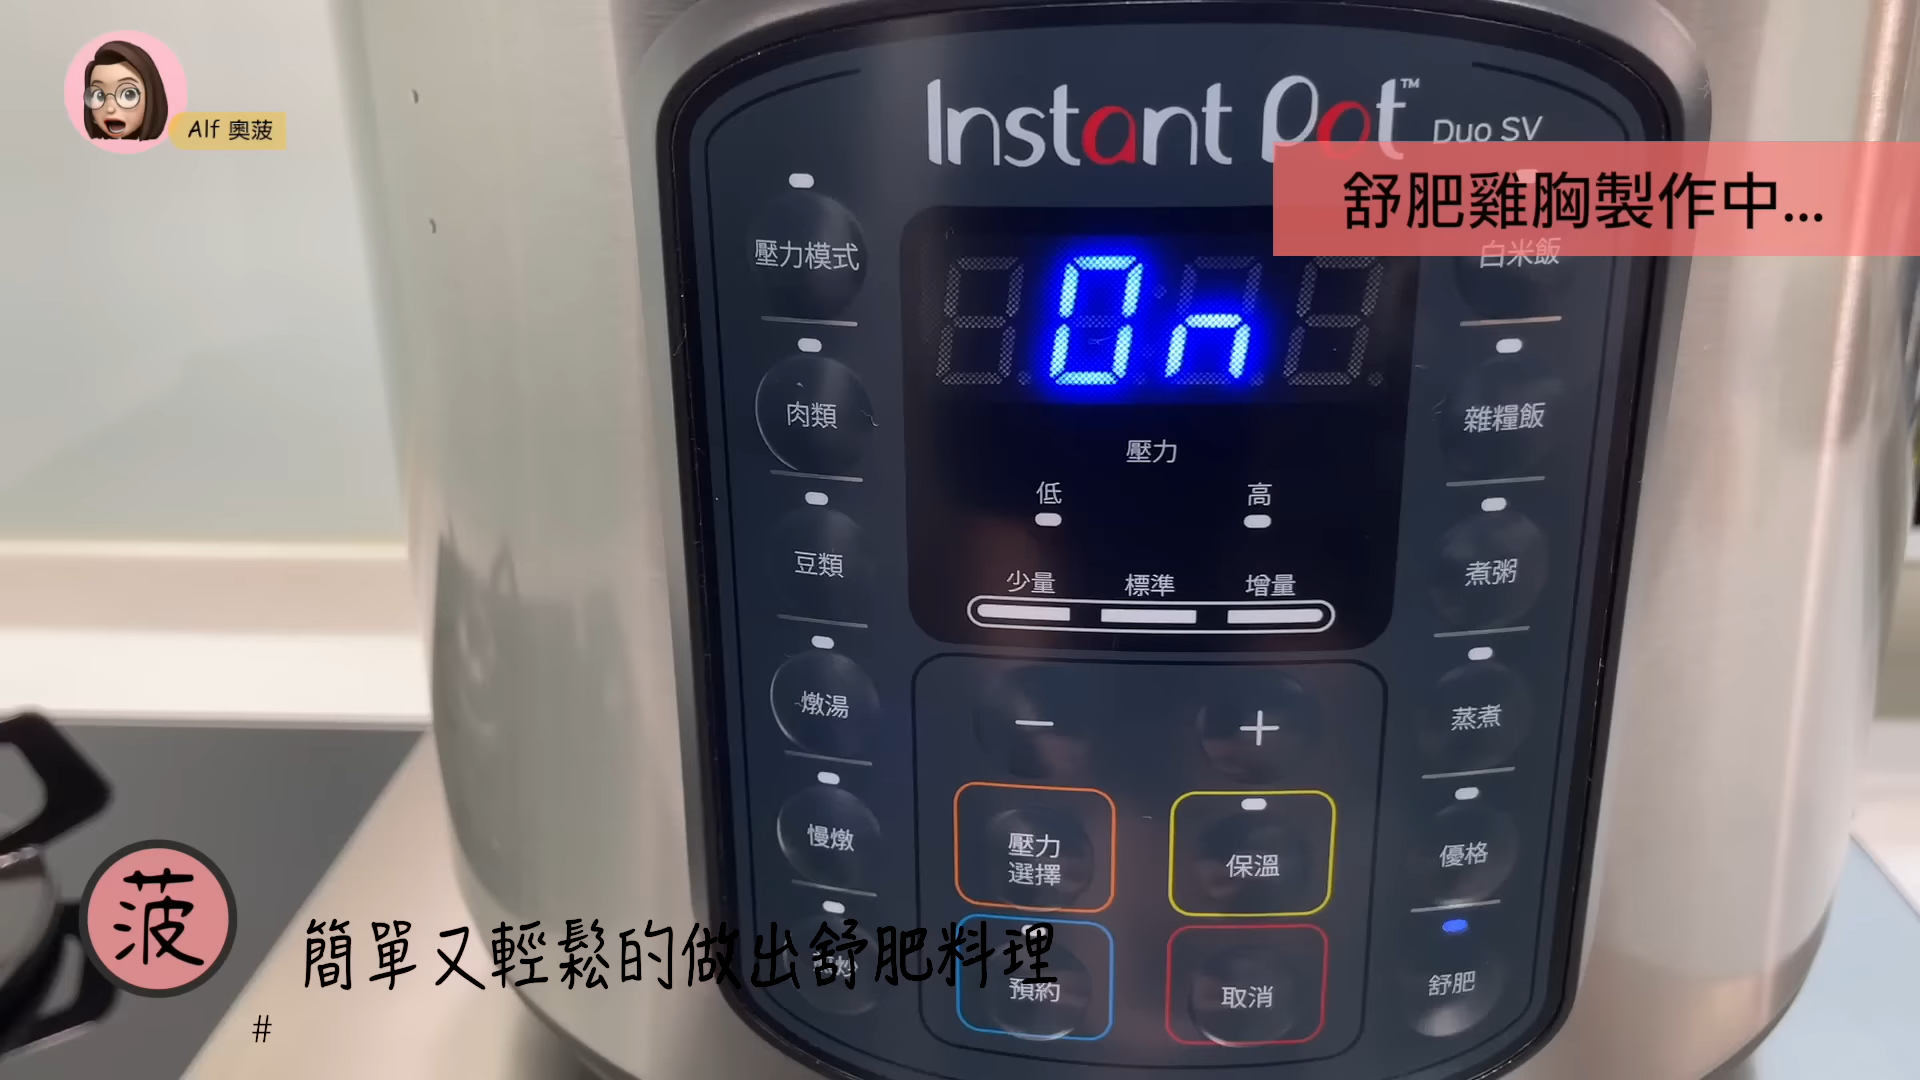 Alf 奧菠
Instant Pot™ Duo SV
舒肥雞胸製作中...
On
壓力模式
白米飯
肉類
雜糧飯
壓力
低
高
豆類
煮粥
少量
標準
增量
燉湯
蒸煮
−
+
慢燉
壓力
選擇
保溫
優格
菠
簡單又輕鬆的做出舒肥料理
炒
預約
取消
舒肥
#